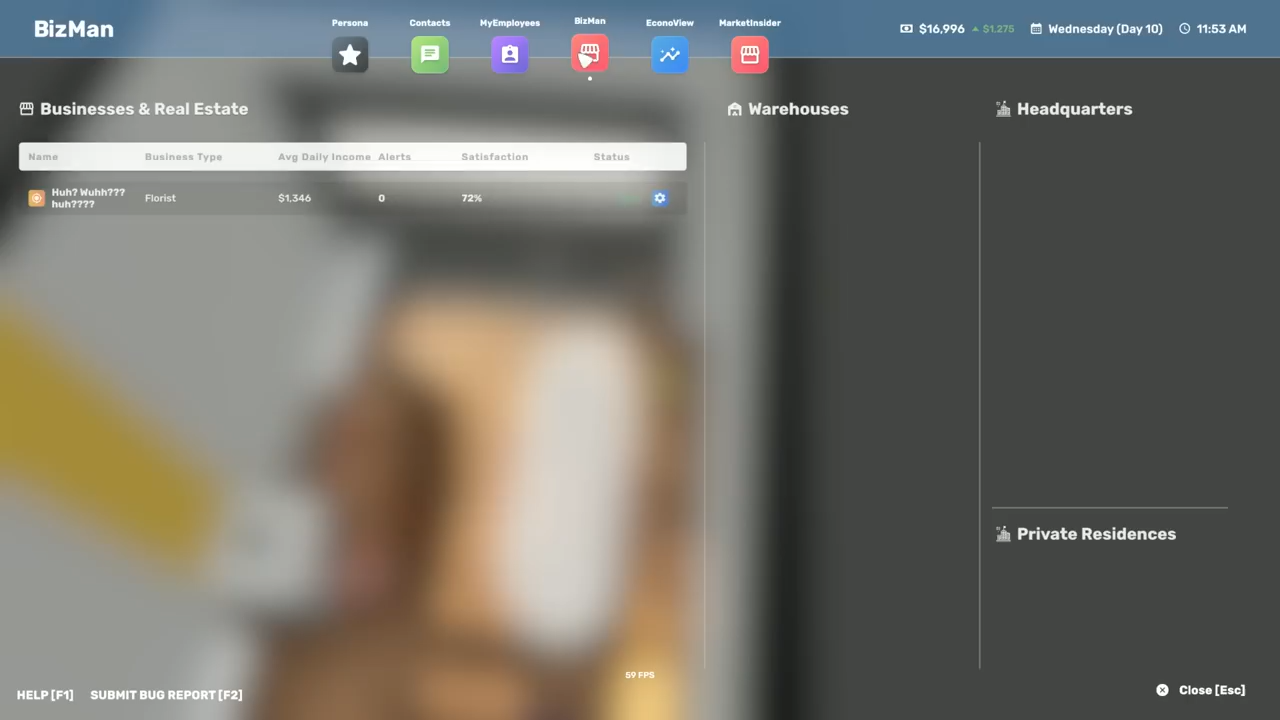 BizMan
Persona
Contacts
MyEmployees
BizMan
EconoView
MarketInsider
$16,996
$1.275
Wednesday (Day 10)
11:53 AM
Businesses & Real Estate
Warehouses
Headquarters
Name Business Type Avg Daily Income Alerts Satisfaction Status
Huh? Wuhh???
huh????
Florist $1,346 0 72%
Private Residences
59 FPS
HELP [F1] SUBMIT BUG REPORT [F2]
Close [Esc]